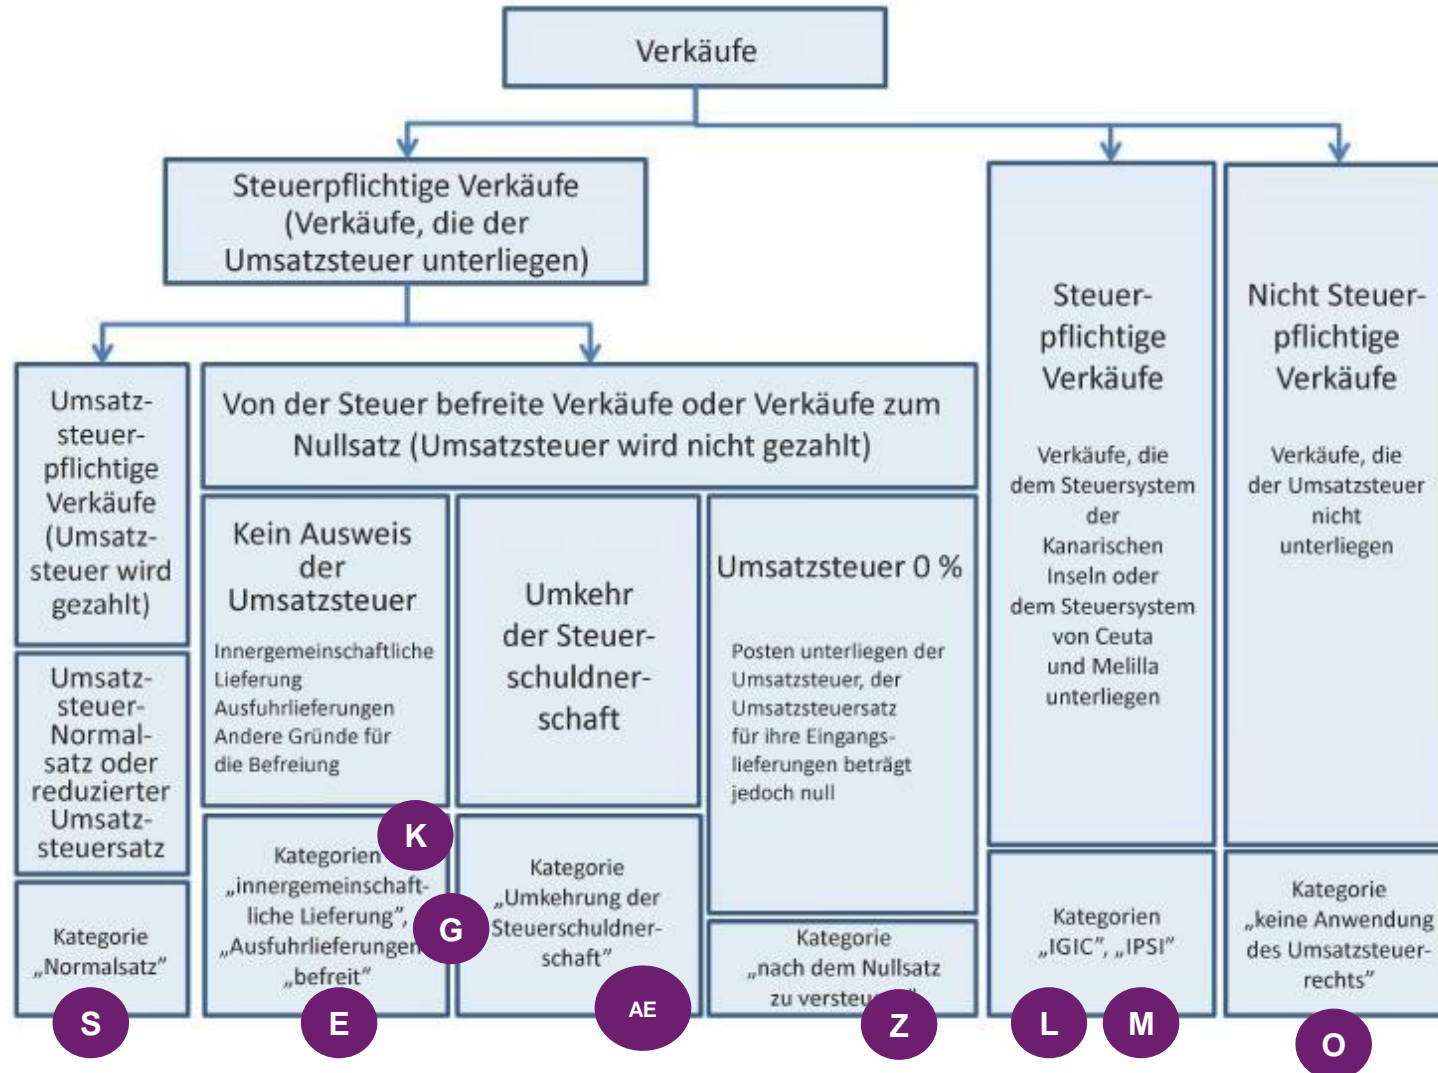 Verkäufe
Steuerpflichtige Verkäufe
(Verkäufe, die der
Umsatzsteuer unterliegen)
Umsatz-
steuer-
pflichtige
Verkäufe
(Umsatz-
steuer wird
gezahlt)
Umsatz-
steuer-
Normal-
satz oder
reduzierter
Umsatz-
steuersatz
Kategorie
„Normalsatz”
S
Von der Steuer befreite Verkäufe oder Verkäufe zum
Nullsatz (Umsatzsteuer wird nicht gezahlt)
Kein Ausweis
der
Umsatzsteuer
Innergemeinschaftliche
Lieferung
Ausfuhrlieferungen
Andere Gründe für
die Befreiung
K
Kategorien
„innergemeinschaft-
liche Lieferung”,
„Ausfuhrlieferungen
„befreit”
G
E
Umkehr
der Steuer-
schuldner-
schaft
Kategorie
„Umkehrung der
Steuerschuldner-
schaft”
AE
Umsatzsteuer 0 %
Posten unterliegen der
Umsatzsteuer, der
Umsatzsteuersatz
für ihre Eingangs-
lieferungen beträgt
jedoch null
Kategorie
„nach dem Nullsatz
zu
Z
Steuer-
pflichtige
Verkäufe
Verkäufe, die
dem Steuersystem
der
Kanarischen
Inseln oder
dem Steuersystem
von Ceuta
und Melilla
unterliegen
Kategorien
„IGIC”, „IPSI”
L
M
Nicht Steuer-
pflichtige
Verkäufe
Verkäufe, die
der Umsatzsteuer
nicht
unterliegen
Kategorie
„keine Anwendung
des Umsatzsteuer-
rechts”
O